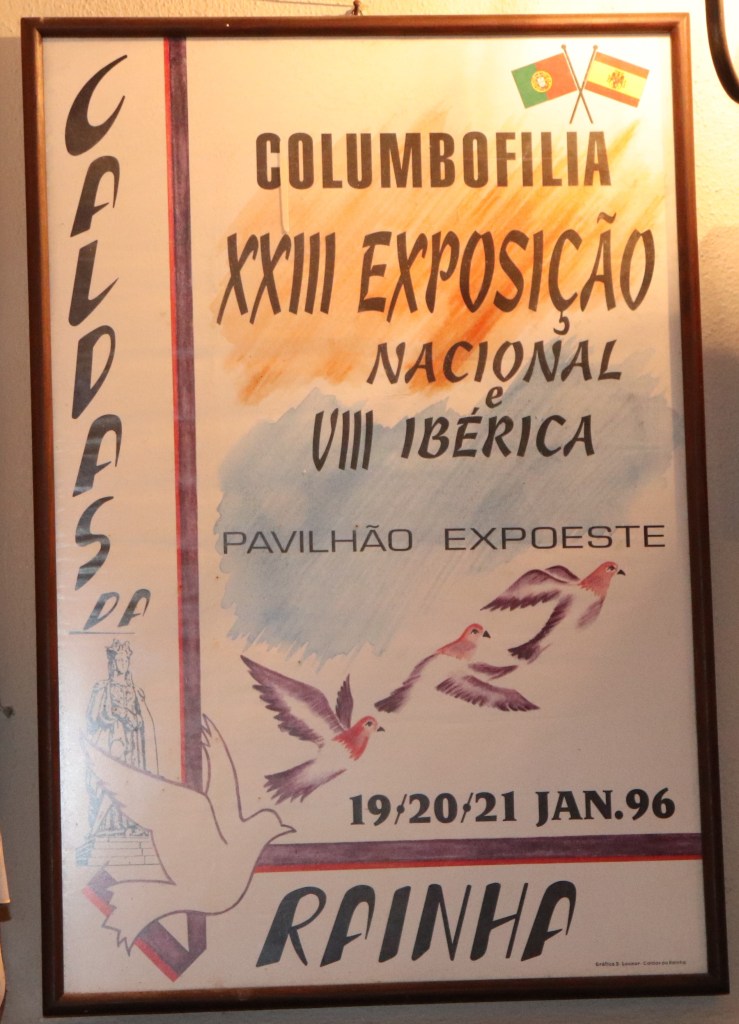 CALDAS
DA
RAINHA
COLUMBOFILIA
XXIII EXPOSIÇÃO
NACIONAL
e
VIII IBÉRICA
PAVILHÃO EXPOESTE
19/20/21 JAN.96